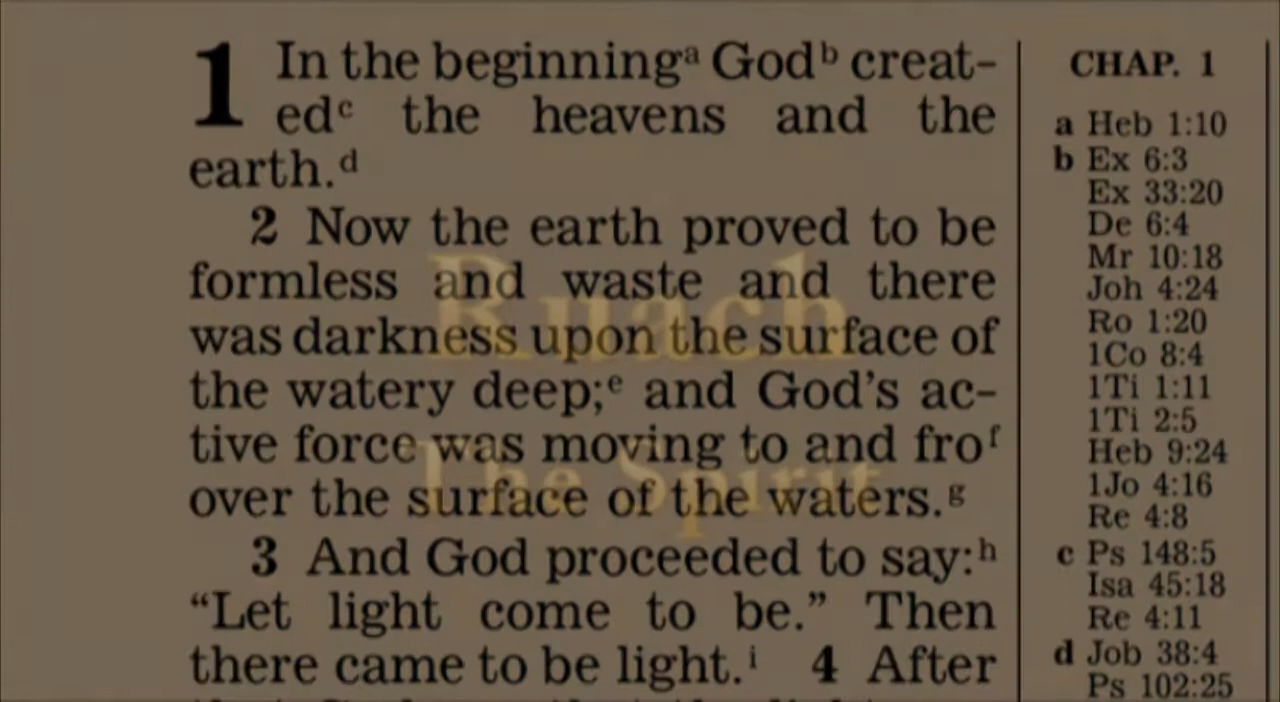 1 In the beginningᵃ Godᵇ creat-
edᶜ the heavens and the
earth.ᵈ
2 Now the earth proved to be
formless and waste and there
was darkness upon the surface of
the watery deep;ᵉ and God’s ac-
tive force was moving to and froᶠ
over the surface of the waters.ᵍ
3 And God proceeded to say:ʰ
“Let light come to be.” Then
there came to be light.ⁱ 4 After
Ruach
The Spirit
CHAP. 1
a Heb 1:10
b Ex 6:3
Ex 33:20
De 6:4
Mr 10:18
Joh 4:24
Ro 1:20
1Co 8:4
1Ti 1:11
1Ti 2:5
Heb 9:24
1Jo 4:16
Re 4:8
c Ps 148:5
Isa 45:18
Re 4:11
d Job 38:4
Ps 102:25